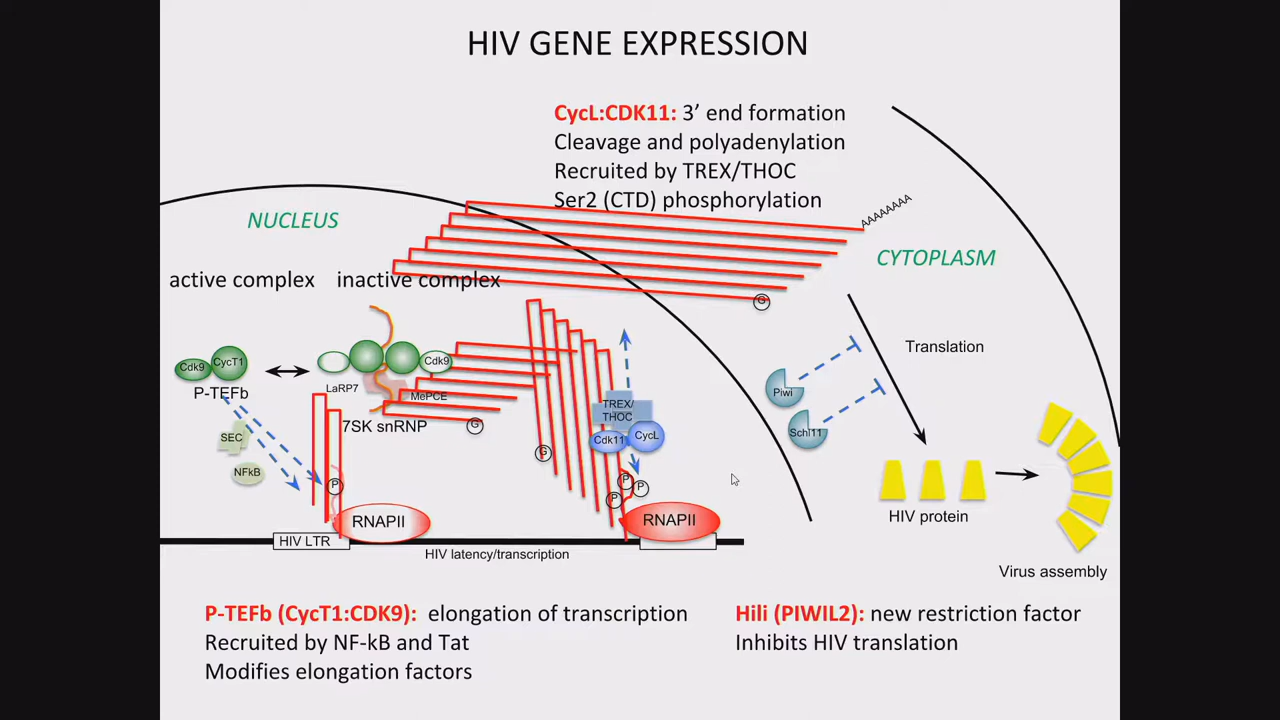 HIV GENE EXPRESSION
CycL:CDK11: 3’ end formation
Cleavage and polyadenylation
Recruited by TREX/THOC
Ser2 (CTD) phosphorylation
AAAAAAAA
NUCLEUS
CYTOPLASM
active complex
inactive complex
G
Translation
Cdk9
CycT1
P-TEFb
Cdk9
LaRP7
MePCE
7SK snRNP
G
SEC
NFkB
P
G
TREX/
THOC
Cdk11
CycL
P
P
P
Piwi
Schl11
RNAPII
RNAPII
HIV LTR
HIV latency/transcription
HIV protein
Virus assembly
P-TEFb (CycT1:CDK9): elongation of transcription
Recruited by NF-kB and Tat
Modifies elongation factors
Hili (PIWIL2): new restriction factor
Inhibits HIV translation